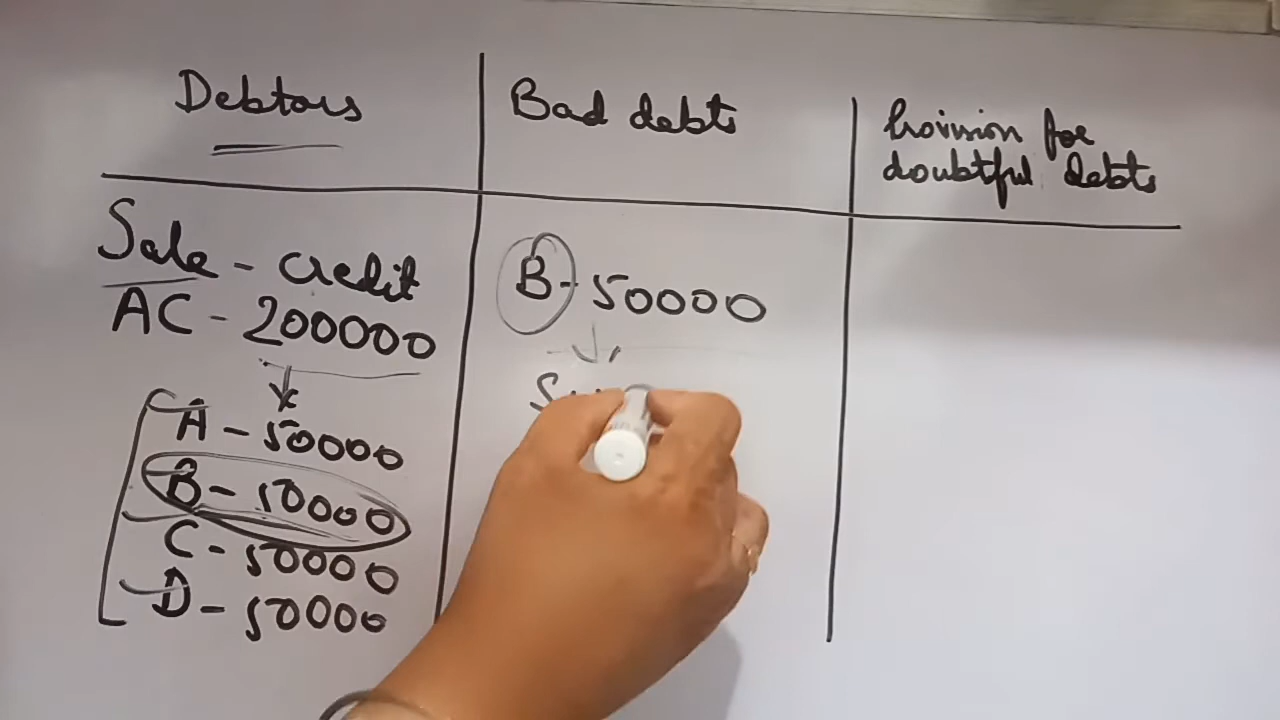 Debtors
Bad debts
Provision for
doubtful debts
Sale - credit
AC - 200000
A - 50000
B - 50000
C - 50000
D - 50000
B - 50000